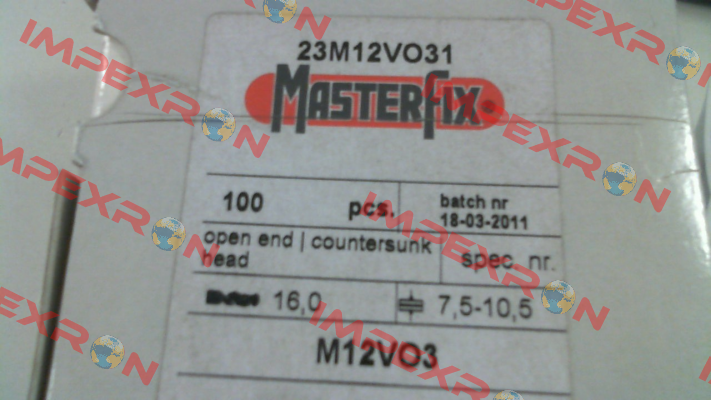 23M12VO31
MASTERFIX
100 pcs.
batch nr
18-03-2011
open end | countersunk
head
spec. nr.
16,0
7,5-10,5
M12VO3
IMPEXRON
IMPEXRON
IMPEXRON
IMPEXRON
IMPEXRON
IMPEXRON